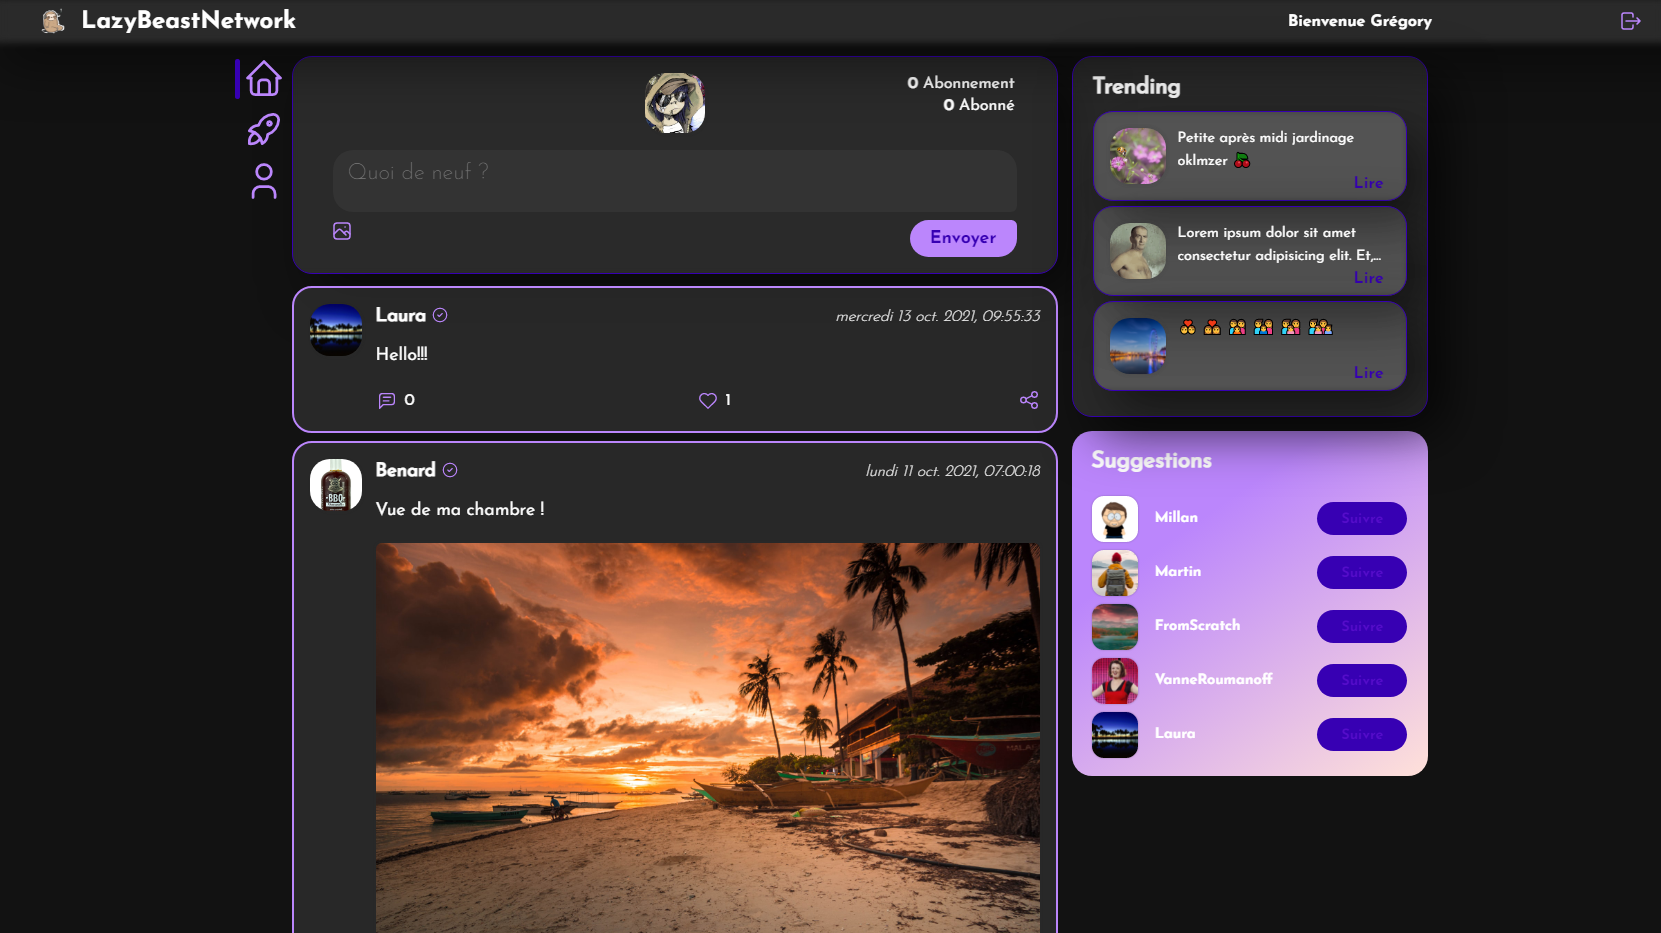 LazyBeastNetwork
Bienvenue Grégory
0 Abonnement
0 Abonné
Quoi de neuf ?
Envoyer
Laura
mercredi 13 oct. 2021, 09:55:33
Hello!!!
0
1
Benard
lundi 11 oct. 2021, 07:00:18
Vue de ma chambre !
BBQ
Trending
Petite après midi jardinage
oklmzer 🍒
Lire
Lorem ipsum dolor sit amet
consectetur adipisicing elit. Et,...
Lire
Lire
Suggestions
Millan
Suivre
Martin
Suivre
FromScratch
Suivre
VanneRoumanoff
Suivre
Laura
Suivre